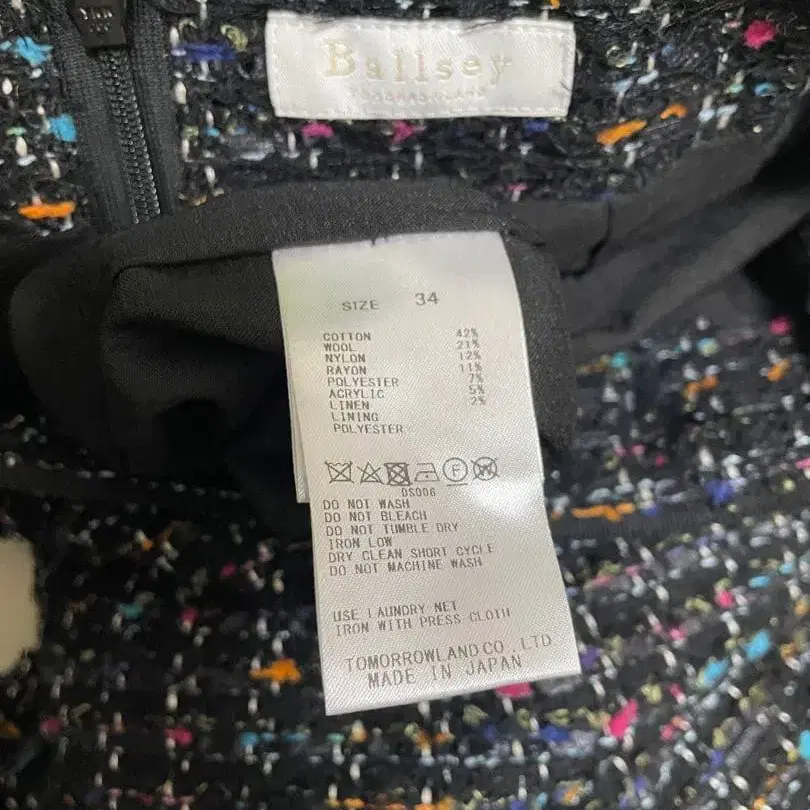 Ballsey
TOMORROWLAND
SIZE 34
COTTON 42%
WOOL 21%
NYLON 12%
RAYON 11%
POLYESTER 7%
ACRYLIC 5%
LINEN 2%
LINING
POLYESTER
DS006
DO NOT WASH
DO NOT BLEACH
DO NOT TUMBLE DRY
IRON LOW
DRY CLEAN SHORT CYCLE
DO NOT MACHINE WASH
USE LAUNDRY NET
IRON WITH PRESS CLOTH
TOMORROWLAND CO., LTD.
MADE IN JAPAN